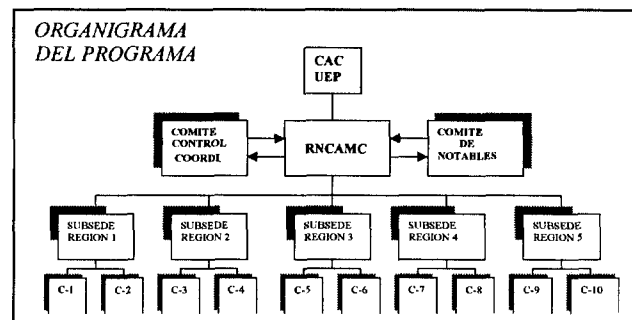 ORGANIGRAMA
DEL PROGRAMA
CAC
UEP
COMITE
CONTROL
COORDI.
RNCAMC
COMITE
DE
NOTABLES
SUBSEDE
REGION 1
SUBSEDE
REGION 2
SUBSEDE
REGION 3
SUBSEDE
REGION 4
SUBSEDE
REGION 5
C-1
C-2
C-3
C-4
C-5
C-6
C-7
C-8
C-9
C-10